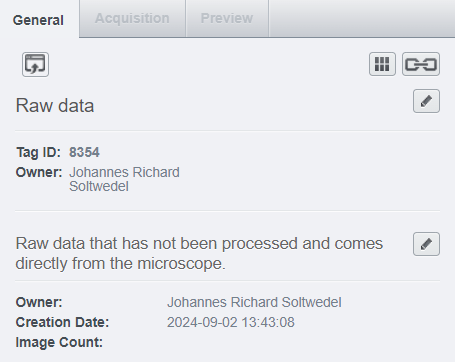 General Acquisition Preview
Raw data
Tag ID: 8354
Owner: Johannes Richard
Soltwedel
Raw data that has not been processed and comes
directly from the microscope.
Owner: Johannes Richard Soltwedel
Creation Date: 2024-09-02 13:43:08
Image Count: